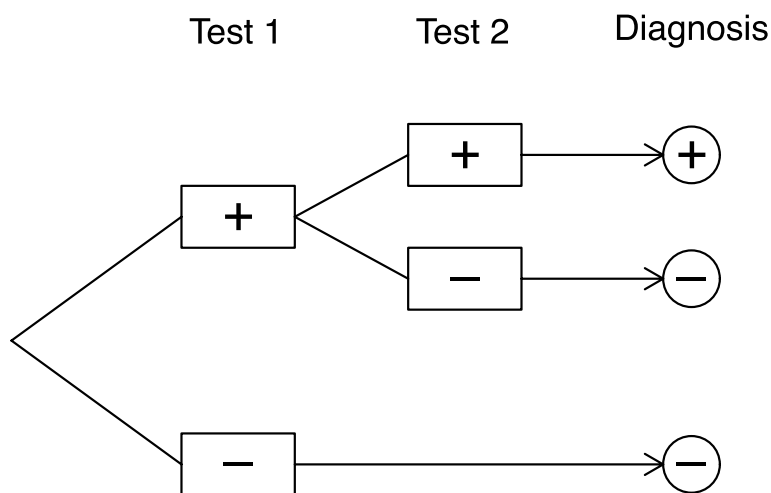 Test 1 Test 2 Diagnosis
+ +
+
− −
− −